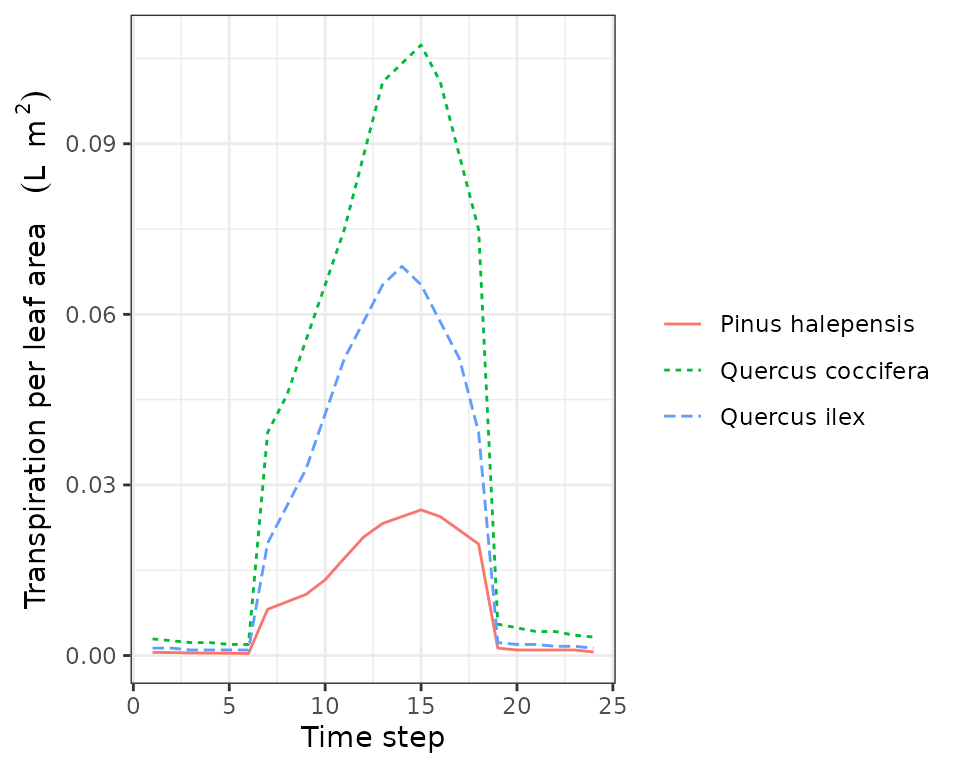 Transpiration per leaf area (L m²)
0.09
0.06
0.03
0.00
0 5 10 15 20 25
Time step
Pinus halepensis
Quercus coccifera
Quercus ilex